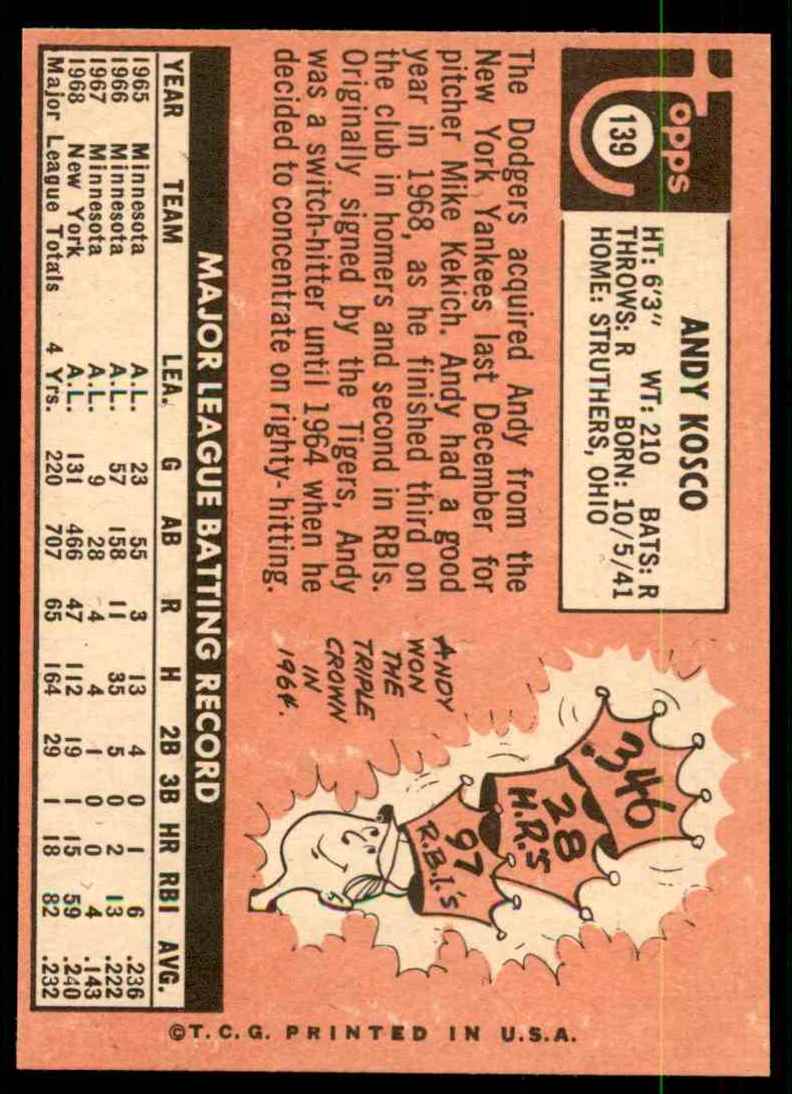 Topps
139
ANDY KOSCO
HT: 6'3" WT: 210 BATS: R
THROWS: R BORN: 10/5/41
HOME: STRUTHERS, OHIO
The Dodgers acquired Andy from the
New York Yankees last December for
pitcher Mike Kekich. Andy had a good
year in 1968, as he finished third on
the club in homers and second in RBIs.
Originally signed by the Tigers, Andy
was a switch-hitter until 1964 when he
decided to concentrate on righty-hitting.
ANDY
WON
THE
TRIPLE
CROWN
IN
1964.
.346
28
H.R.'S
97
R.B.I.'s
MAJOR LEAGUE BATTING RECORD
YEAR TEAM LEA. G AB R H 2B 3B HR RBI AVG.
1965 Minnesota A.L. 23 55 3 13 4 0 1 6 .236
1966 Minnesota A.L. 57 158 11 35 5 0 2 13 .222
1967 Minnesota A.L. 9 28 4 4 1 0 0 4 .143
1968 New York A.L. 131 466 47 112 19 1 15 59 .240
Major League Totals 4 Yrs. 220 707 65 164 29 1 18 82 .232
©T.C.G. PRINTED IN U.S.A.